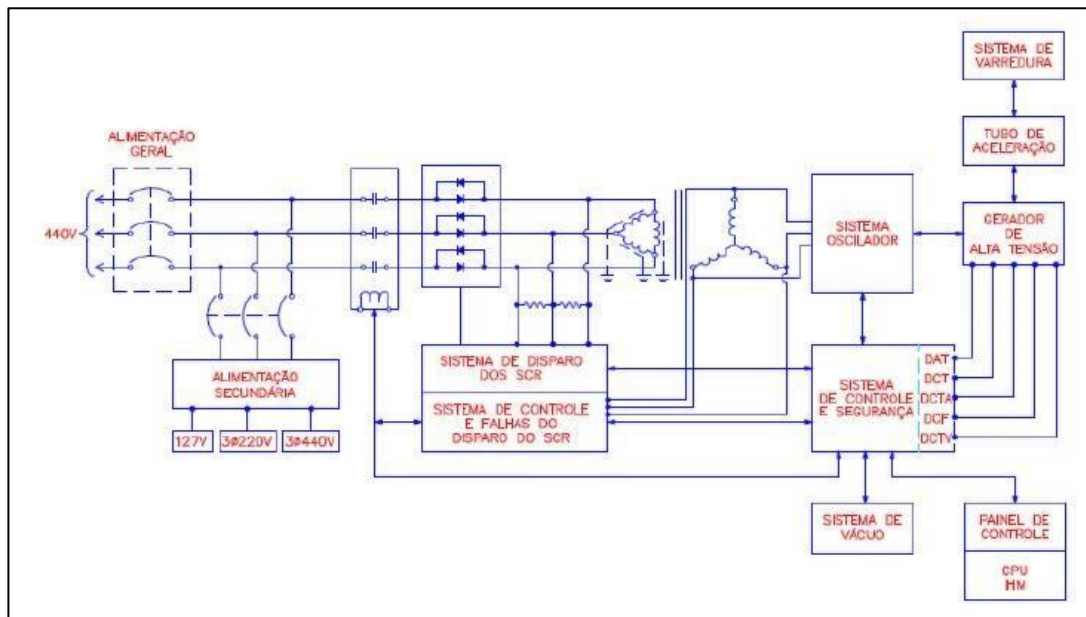 SISTEMA DE
VARREDURA
ALIMENTAÇÃO
GERAL
TUBO DE
ACELERAÇÃO
440V
SISTEMA
OSCILADOR
GERADOR
DE
ALTA TENSÃO
ALIMENTAÇÃO
SECUNDÁRIA
127V
3Ø220V
3Ø440V
SISTEMA DE DISPARO
DOS SCR
SISTEMA DE CONTROLE
E FALHAS DO
DISPARO DO SCR
SISTEMA
DE CONTROLE
E SEGURANÇA
DAT
DCT
DCTA
DCF
DCTV
SISTEMA DE
VÁCUO
PAINEL DE
CONTROLE
CPU
IHM